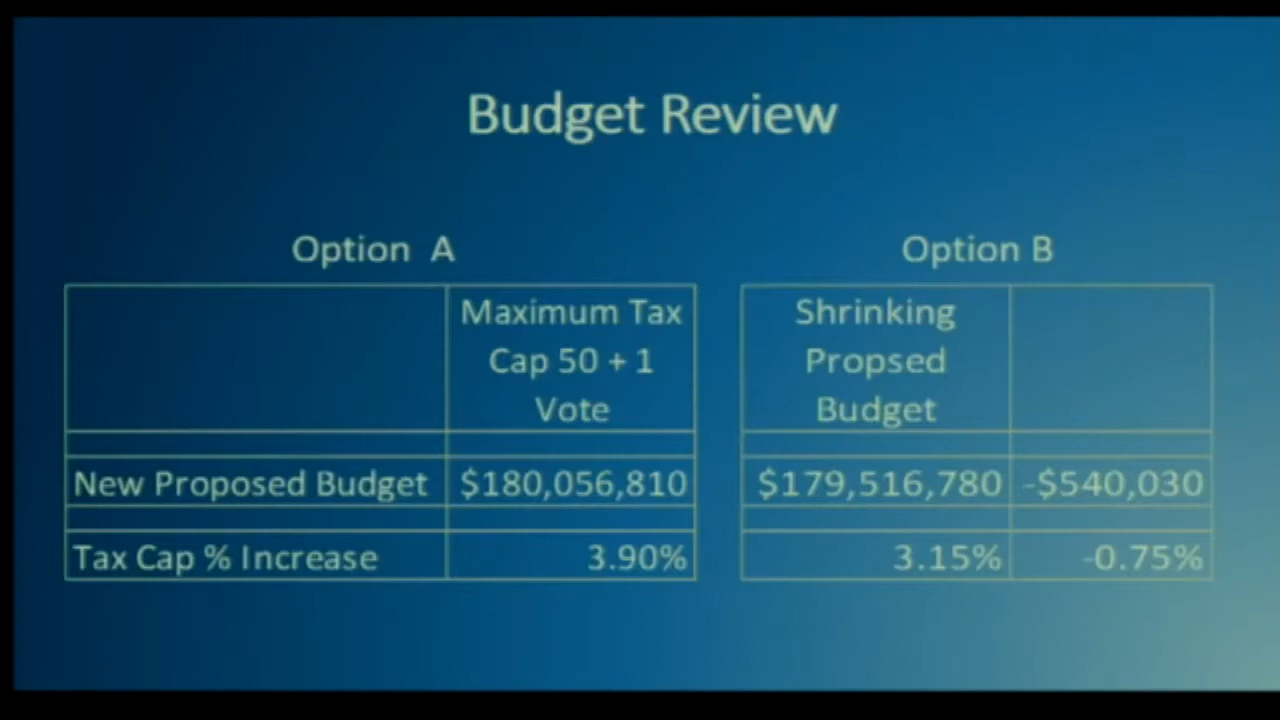 Budget Review
Option A
Option B
Maximum Tax
Cap 50 + 1
Vote
Shrinking
Propsed
Budget
New Proposed Budget $180,056,810 $179,516,780 -$540,030
Tax Cap % Increase 3.90% 3.15% -0.75%